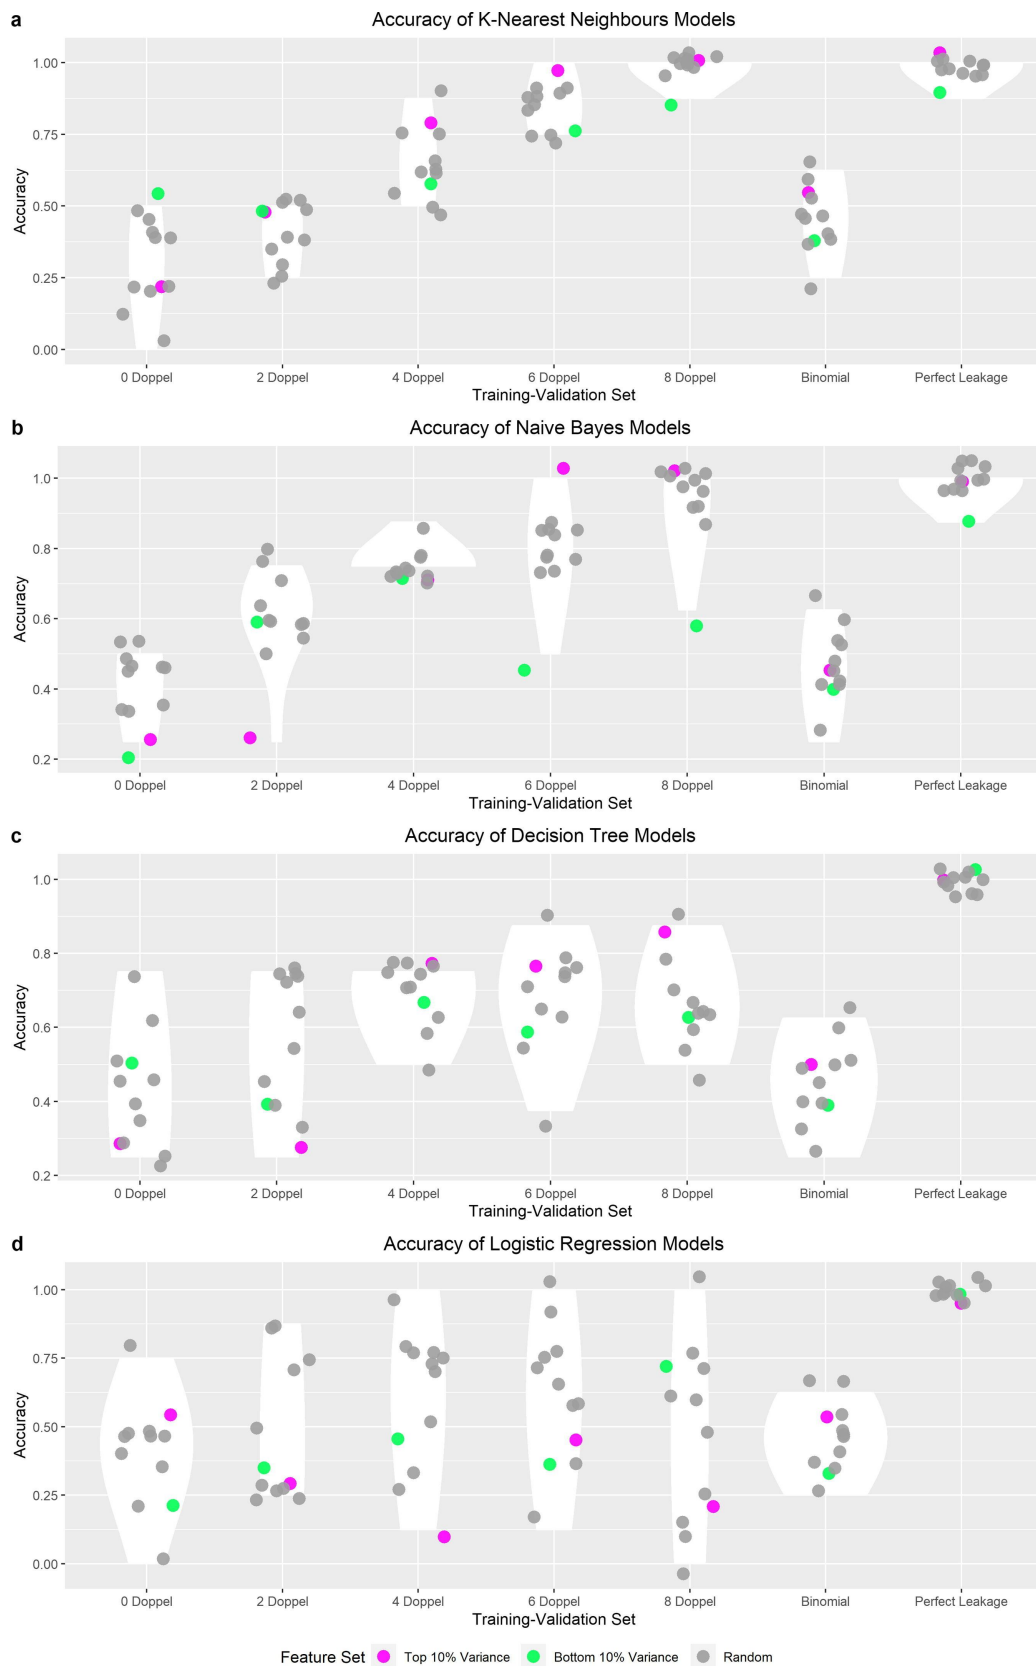 a
Accuracy of K-Nearest Neighbours Models
Accuracy
1.00
0.75
0.50
0.25
0.00
0 Doppel 2 Doppel 4 Doppel 6 Doppel 8 Doppel Binomial Perfect Leakage
Training-Validation Set
b
Accuracy of Naive Bayes Models
Accuracy
1.0
0.8
0.6
0.4
0.2
0 Doppel 2 Doppel 4 Doppel 6 Doppel 8 Doppel Binomial Perfect Leakage
Training-Validation Set
c
Accuracy of Decision Tree Models
Accuracy
1.0
0.8
0.6
0.4
0.2
0 Doppel 2 Doppel 4 Doppel 6 Doppel 8 Doppel Binomial Perfect Leakage
Training-Validation Set
d
Accuracy of Logistic Regression Models
Accuracy
1.00
0.75
0.50
0.25
0.00
0 Doppel 2 Doppel 4 Doppel 6 Doppel 8 Doppel Binomial Perfect Leakage
Training-Validation Set
Feature Set Top 10% Variance Bottom 10% Variance Random